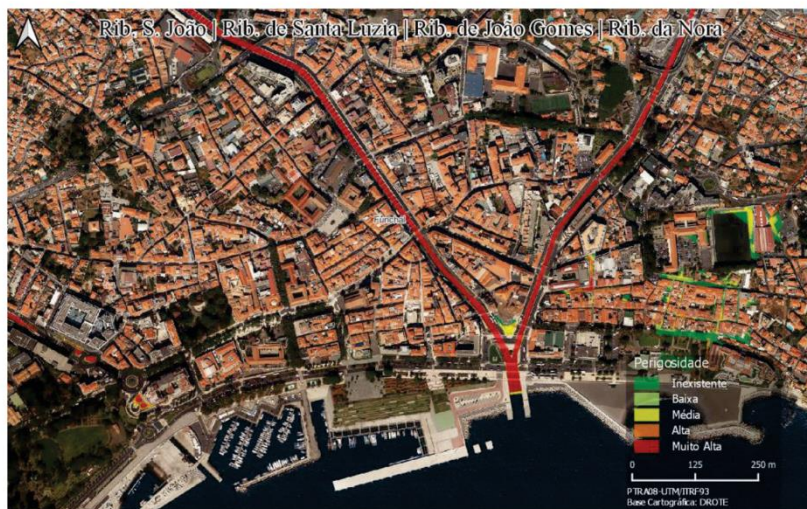 Rib. S. João | Rib. de Santa Luzia | Rib. de João Gomes | Rib. da Nora
Funchal
Perigosidade
Inexistente
Baixa
Média
Alta
Muito Alta
0 125 250 m
PTRA08-UTM/ITRF93
Base Cartográfica: DROTE